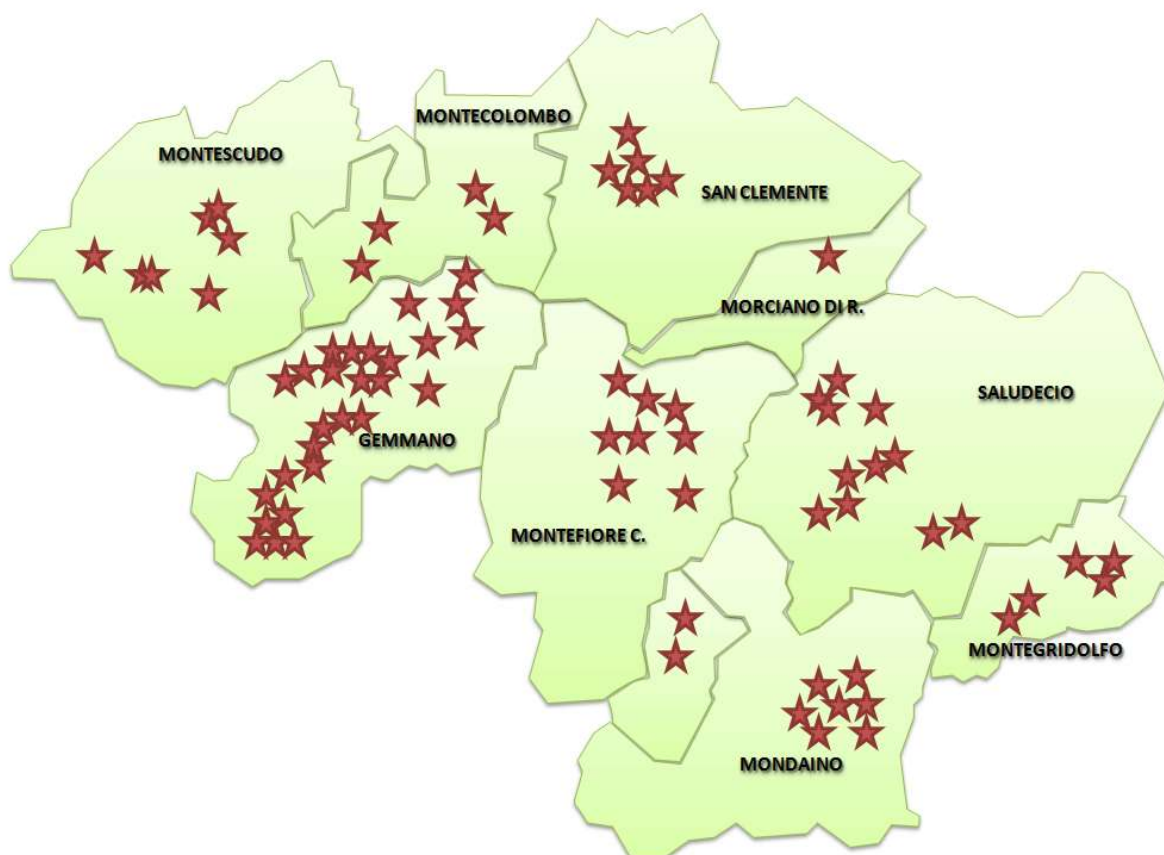 MONTECOLOMBO
MONTESCUDO
SAN CLEMENTE
MORCIANO DI R.
SALUDECIO
GEMMANO
MONTEFIORE C.
MONTEGRIDOLFO
MONDAINO